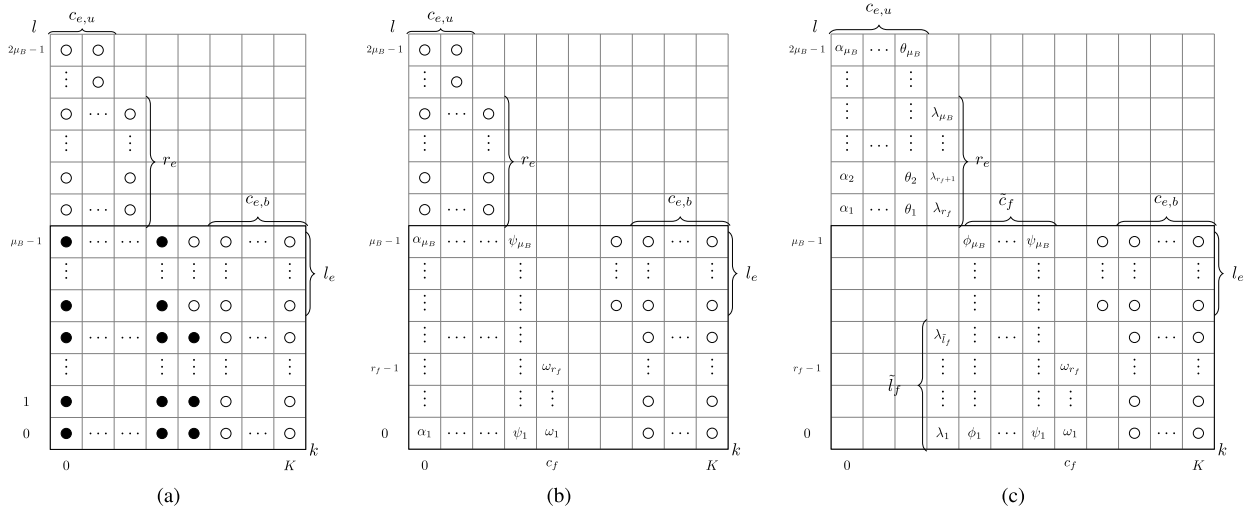 l c_{e,u}
2μ_B − 1
⋮
⋯
⋮ ⋮
r_e
⋯
c_{e,b}
μ_B − 1 ⋯ ⋯ ⋯
⋮ ⋮ ⋮ ⋮ ⋮
l_e
⋯ ⋯ ⋯
⋮ ⋮ ⋮ ⋮ ⋮
1 ⋯
0 ⋯ ⋯ ⋯
k
0 K
(a)
l c_{e,u}
2μ_B − 1
⋮
⋯
⋮ ⋮
r_e
⋯
c_{e,b}
μ_B − 1 α_{μ_B} ⋯ ⋯ ψ_{μ_B} ⋯
⋮ ⋮ ⋮ ⋮ ⋮
l_e
⋮
⋯ ⋯ ⋮ ⋯
r_f − 1 ⋮ ⋮ ω_{r_f} ⋮ ⋮
⋮ ⋮ ⋮
0 α_1 ⋯ ⋯ ψ_1 ω_1 ⋯
k
0 c_f K
(b)
l c_{e,u}
2μ_B − 1 α_{μ_B} ⋯ θ_{μ_B}
⋮ ⋮
⋮ ⋮ λ_{μ_B}
⋮ ⋯ ⋮ ⋮
r_e
α_2 θ_2 λ_{r_f+1}
α_1 ⋯ θ_1 λ_{r_f}
c̃_f c_{e,b}
μ_B − 1 φ_{μ_B} ⋯ ψ_{μ_B} ⋯
⋮ ⋮ ⋮ ⋮ ⋮
l_e
⋮ ⋮
λ_{l̃_f} ⋮ ⋯ ⋮ ⋯
r_f − 1 ⋮ ⋮ ⋮ ω_{r_f} ⋮ ⋮
l̃_f
⋮ ⋮ ⋮ ⋮
0 λ_1 φ_1 ⋯ ψ_1 ω_1 ⋯
k
0 c_f K
(c)